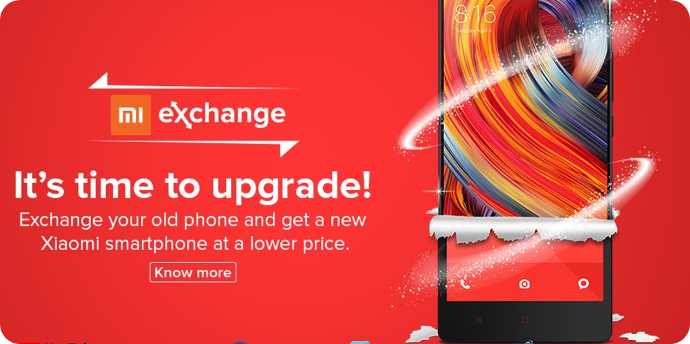 8:16
mi exchange
It's time to upgrade!
Exchange your old phone and get a new
Xiaomi smartphone at a lower price.
Know more